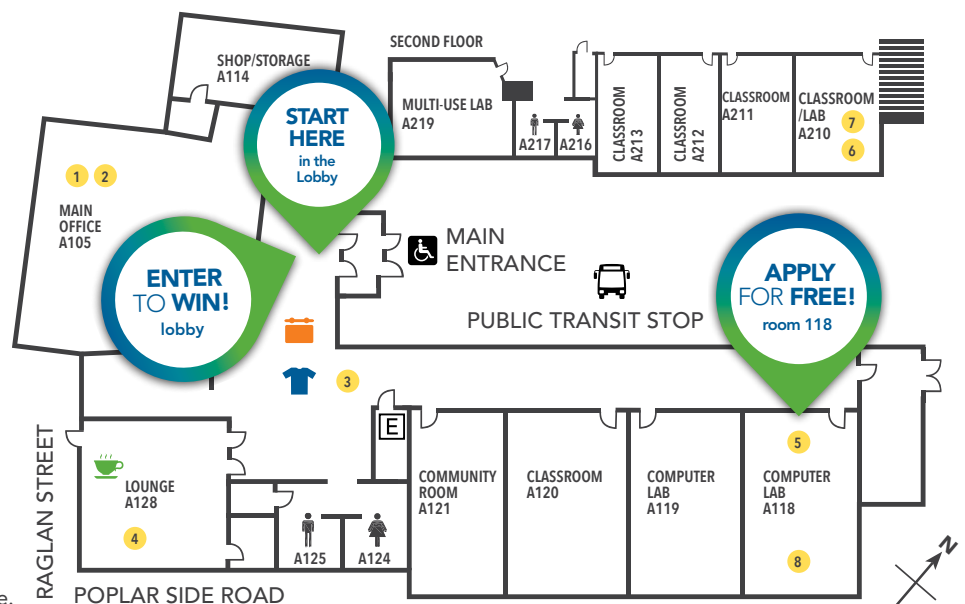 SECOND FLOOR
SHOP/STORAGE
A114
START
HERE
in the
Lobby
MULTI-USE LAB
A219
A217
A216
CLASSROOM
A213
CLASSROOM
A212
CLASSROOM
A211
CLASSROOM
/LAB
A210
7
6
1
2
MAIN
OFFICE
A105
ENTER
TO WIN!
lobby
MAIN
ENTRANCE
PUBLIC TRANSIT STOP
APPLY
FOR FREE!
room 118
3
E
RAGLAN STREET
LOUNGE
A128
4
A125
A124
COMMUNITY
ROOM
A121
CLASSROOM
A120
COMPUTER
LAB
A119
5
COMPUTER
LAB
A118
8
N
POPLAR SIDE ROAD
e.